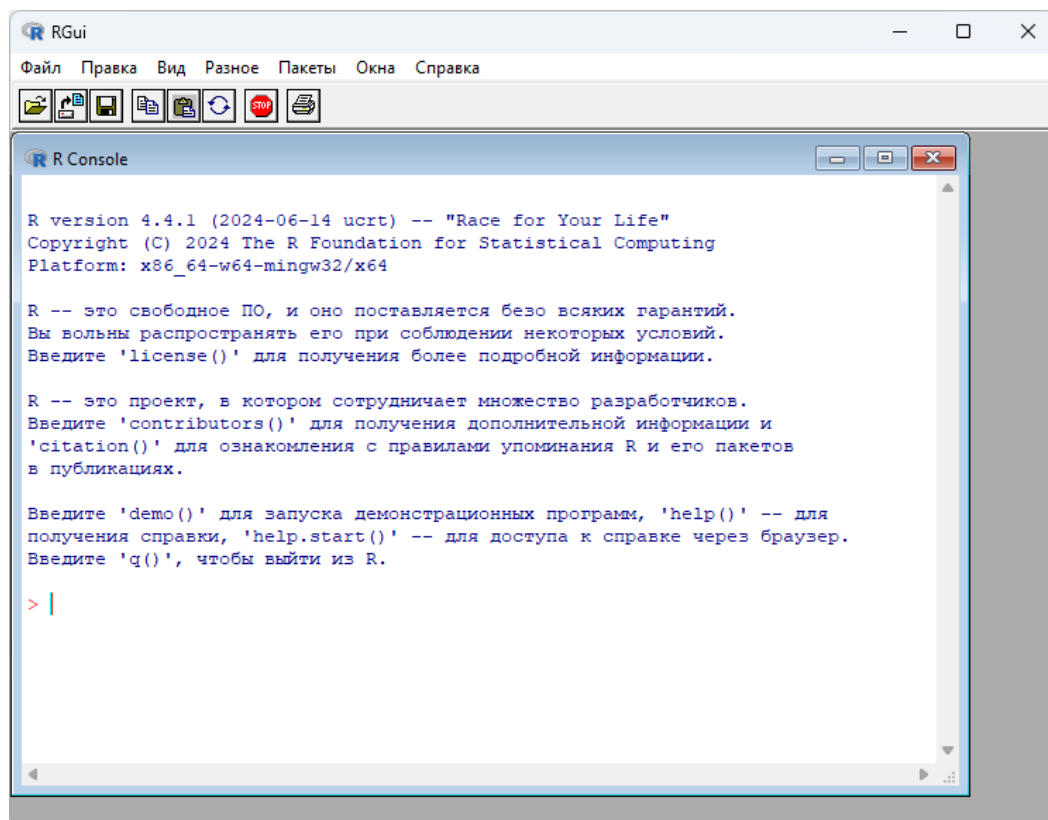 RGui
Файл Правка Вид Разное Пакеты Окна Справка
STOP
R Console
R version 4.4.1 (2024-06-14 ucrt) -- "Race for Your Life"
Copyright (C) 2024 The R Foundation for Statistical Computing
Platform: x86_64-w64-mingw32/x64
R -- это свободное ПО, и оно поставляется безо всяких гарантий.
Вы вольны распространять его при соблюдении некоторых условий.
Введите 'license()' для получения более подробной информации.
R -- это проект, в котором сотрудничает множество разработчиков.
Введите 'contributors()' для получения дополнительной информации и
'citation()' для ознакомления с правилами упоминания R и его пакетов
в публикациях.
Введите 'demo()' для запуска демонстрационных программ, 'help()' -- для
получения справки, 'help.start()' -- для доступа к справке через браузер.
Введите 'q()', чтобы выйти из R.
>